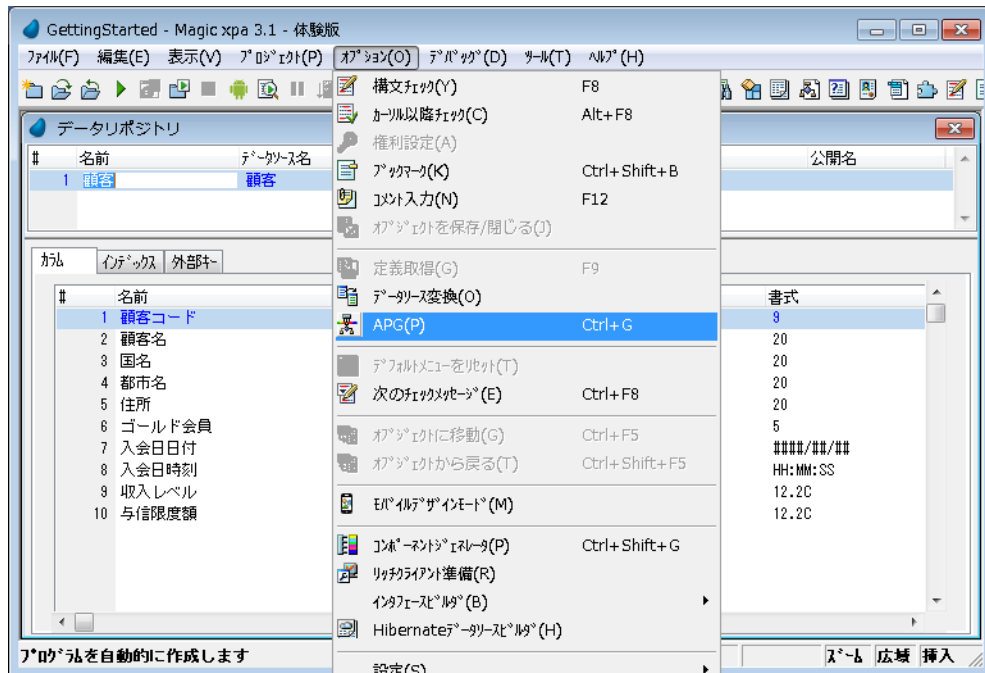 GettingStarted - Magic xpa 3.1 - 体験版
ﾌｧｲﾙ(F) 編集(E) 表示(V) ﾌﾟﾛｼﾞｪｸﾄ(P) ｵﾌﾟｼｮﾝ(O) ﾃﾞﾊﾞｯｸﾞ(D) ﾂｰﾙ(T) ﾍﾙﾌﾟ(H)
データリポジトリ
# 名前 ﾃﾞｰﾀｿｰｽ名 公開名
1 顧客 顧客
ｶﾗﾑ ｲﾝﾃﾞｯｸｽ 外部ｷｰ
# 名前 書式
1 顧客コード 9
2 顧客名 20
3 国名 20
4 都市名 20
5 住所 20
6 ゴールド会員 5
7 入会日日付 ####/##/##
8 入会日時刻 HH:MM:SS
9 収入レベル 12.2C
10 与信限度額 12.2C
構文ﾁｪｯｸ(Y) F8
ｶｰｿﾙ以降ﾁｪｯｸ(C) Alt+F8
権利設定(A)
ﾌﾞｯｸﾏｰｸ(K) Ctrl+Shift+B
ｺﾒﾝﾄ入力(N) F12
ｵﾌﾞｼﾞｪｸﾄを保存/閉じる(J)
定義取得(G) F9
ﾃﾞｰﾀｿｰｽ変換(O)
APG(P) Ctrl+G
ﾃﾞﾌｫﾙﾄﾒﾆｭｰをﾘｾｯﾄ(T)
次のﾁｪｯｸﾒｯｾｰｼﾞ(E) Ctrl+F8
ｵﾌﾞｼﾞｪｸﾄに移動(G) Ctrl+F5
ｵﾌﾞｼﾞｪｸﾄから戻る(T) Ctrl+Shift+F5
ﾓﾊﾞｲﾙﾃﾞｻﾞｲﾝﾓｰﾄﾞ(M)
ｺﾝﾎﾟｰﾈﾝﾄｼﾞｪﾈﾚｰﾀ(P) Ctrl+Shift+G
ﾘｯﾁｸﾗｲｱﾝﾄ準備(R)
ｲﾝﾀﾌｪｰｽﾋﾞﾙﾀﾞ(B)
Hibernateﾃﾞｰﾀｿｰｽﾋﾞﾙﾀﾞ(H)
設定(S)
ﾌﾟﾛｸﾞﾗﾑを自動的に作成します ｽﾞｰﾑ 広域 挿入